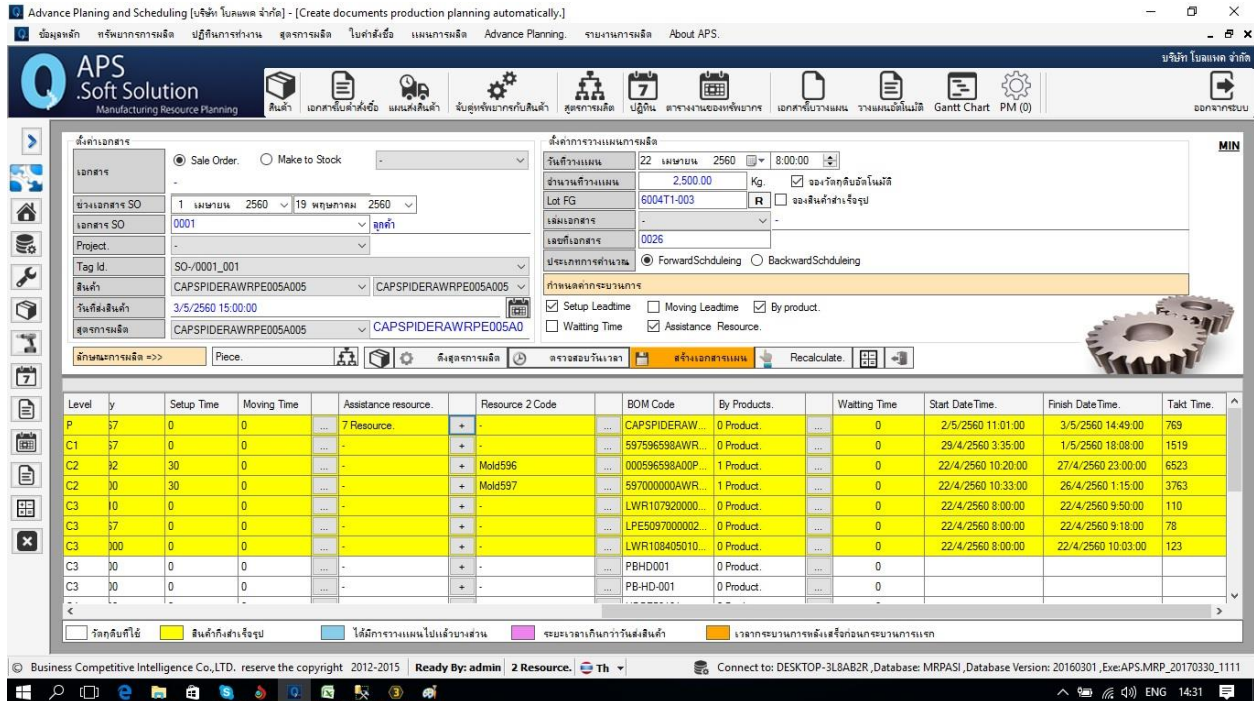 Advance Planing and Scheduling [บริษัท โบลแพค จำกัด] - [Create documents production planning automatically.]
ข้อมูลหลัก ทรัพยากรการผลิต ปฏิทินการทำงาน สูตรการผลิต ใบคำสั่งซื้อ แผนการผลิต Advance Planning. รายงานการผลิต About APS.
บริษัท โบลแพค จำกัด
APS
.Soft Solution
Manufacturing Resource Planning
สินค้า เอกสารรับคำสั่งซื้อ แผนส่งสินค้า จับคู่ทรัพยากรกับสินค้า สูตรการผลิต ปฏิทิน ตารางงานของทรัพยากร เอกสารรับวางแผน วางแผนอัตโนมัติ Gantt Chart PM (0) ออกจากระบบ
MIN
ตั้งค่าเอกสาร
เอกสาร Sale Order. Make to Stock -
-
ช่วงเอกสาร SO 1 เมษายน 2560 19 พฤษภาคม 2560
เอกสาร SO 0001 ลูกค้า
Project. -
Tag Id. SO-/0001_001
สินค้า CAPSPIDERAWRPE005A005 CAPSPIDERAWRPE005A005
วันที่ส่งสินค้า 3/5/2560 15:00:00
สูตรการผลิต CAPSPIDERAWRPE005A005 CAPSPIDERAWRPE005A0
ตั้งค่าการวางแผนการผลิต
วันที่วางแผน 22 เมษายน 2560 8:00:00
จำนวนที่วางแผน 2,500.00 Kg. จองวัตถุดิบอัตโนมัติ
Lot FG 6004T1-003 R จองสินค้าสำเร็จรูป
เล่มเอกสาร - -
เลขที่เอกสาร 0026
ประเภทการคำนวณ ForwardSchduleing BackwardSchduleing
กำหนดค่ากระบวนการ
Setup Leadtime Moving Leadtime By product.
Waitting Time Assistance Resource.
ลักษณะการผลิต =>> Piece. ดึงสูตรการผลิต ตรวจสอบวันเวลา สร้างเอกสารแผน Recalculate.
Level y Setup Time Moving Time Assistance resource. Resource 2 Code BOM Code By Products. Waitting Time Start DateTime. Finish DateTime. Takt Time.
P 67 0 0 ... 7 Resource. + - ... CAPSPIDERAW... 0 Product. ... 0 2/5/2560 11:01:00 3/5/2560 14:49:00 769
C1 67 0 0 ... - + - ... 597596598AWR... 0 Product. ... 0 29/4/2560 3:35:00 1/5/2560 18:08:00 1519
C2 92 30 0 ... - + Mold596 ... 000596598A00P... 1 Product. ... 0 22/4/2560 10:20:00 27/4/2560 23:00:00 6523
C2 00 30 0 ... - + Mold597 ... 597000000AWR... 1 Product. ... 0 22/4/2560 10:33:00 26/4/2560 1:15:00 3763
C3 10 0 0 ... - + - ... LWR107920000... 0 Product. ... 0 22/4/2560 8:00:00 22/4/2560 9:50:00 110
C3 67 0 0 ... - + - ... LPE5097000002... 0 Product. ... 0 22/4/2560 8:00:00 22/4/2560 9:18:00 78
C3 000 0 0 ... - + - ... LWR108405010... 0 Product. ... 0 22/4/2560 8:00:00 22/4/2560 10:03:00 123
C3 00 0 0 ... - + - ... PBHD001 0 Product. ... 0
C3 00 0 0 ... - + - ... PB-HD-001 0 Product. ... 0
วัตถุดิบที่ใช้ สินค้ากึ่งสำเร็จรูป ได้มีการวางแผนไปแล้วบางส่วน ระยะเวลาเกินกว่าวันส่งสินค้า เวลากระบวนการหลังเสร็จก่อนกระบวนการแรก
© Business Competitive Intelligence Co.,LTD. reserve the copyright 2012-2015 Ready By: admin 2 Resource. Th Connect to: DESKTOP-3L8AB2R ,Database: MRPASI ,Database Version: 20160301 ,Exe:APS.MRP_20170330_1111
ENG 14:31